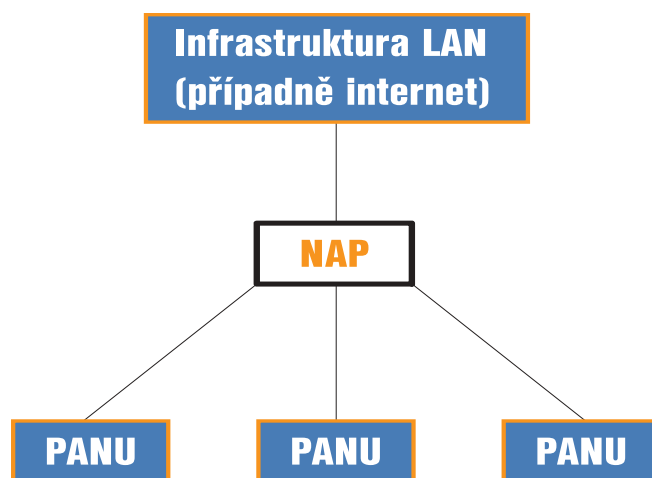 Infrastruktura LAN
(případně internet)
NAP
PANU
PANU
PANU